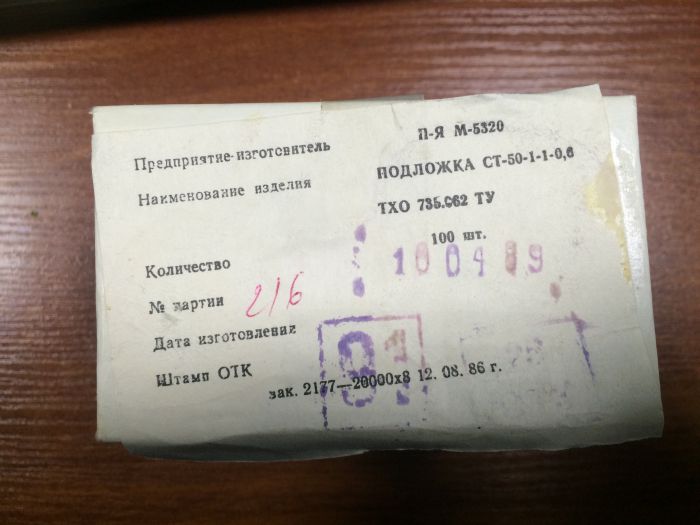 Предприятие-изготовитель П-Я М-5320
Наименование изделия ПОДЛОЖКА СТ-50-1-1-0,6
ТХО 735.062 ТУ
Количество 100 шт.
№ партии 216
Дата изготовления 100489
Штамп ОТК
зак. 2177—20000х8 12. 08. 86 г.